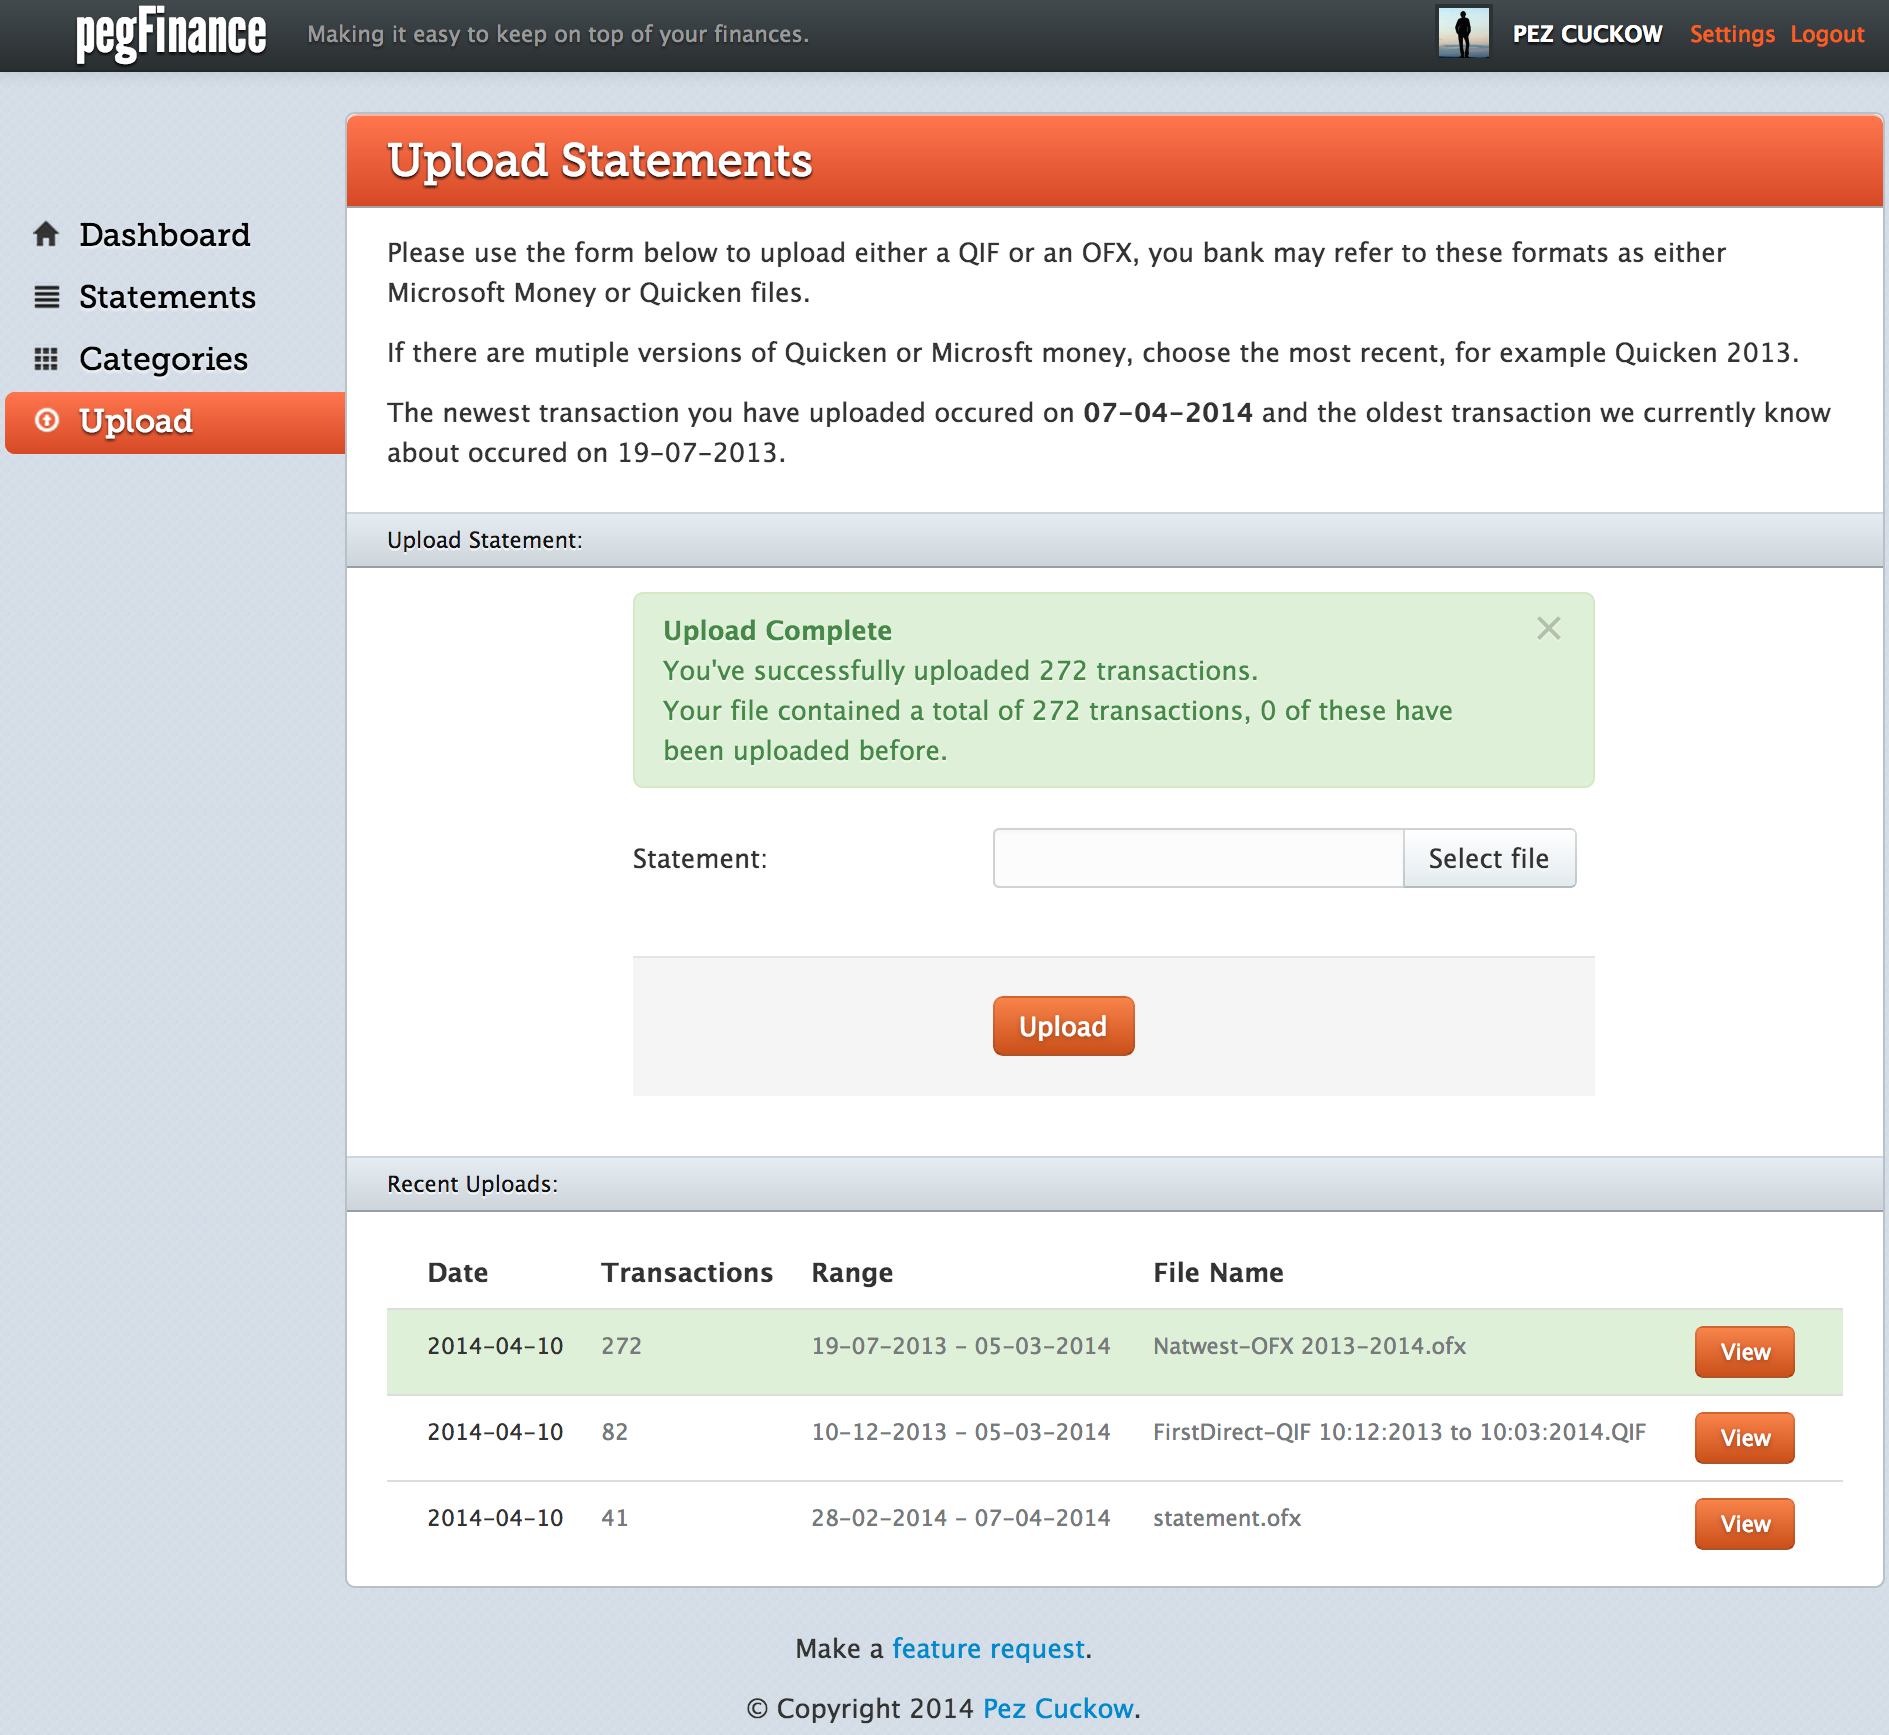 pegFinance Making it easy to keep on top of your finances. PEZ CUCKOW Settings Logout
Upload Statements
Dashboard
Statements
Categories
Upload
Please use the form below to upload either a QIF or an OFX, you bank may refer to these formats as either
Microsoft Money or Quicken files.
If there are mutiple versions of Quicken or Microsft money, choose the most recent, for example Quicken 2013.
The newest transaction you have uploaded occured on 07-04-2014 and the oldest transaction we currently know
about occured on 19-07-2013.
Upload Statement:
Upload Complete
You've successfully uploaded 272 transactions.
Your file contained a total of 272 transactions, 0 of these have
been uploaded before.
Statement: Select file
Upload
Recent Uploads:
Date Transactions Range File Name
2014-04-10 272 19-07-2013 - 05-03-2014 Natwest-OFX 2013-2014.ofx View
2014-04-10 82 10-12-2013 - 05-03-2014 FirstDirect-QIF 10:12:2013 to 10:03:2014.QIF View
2014-04-10 41 28-02-2014 - 07-04-2014 statement.ofx View
Make a feature request.
© Copyright 2014 Pez Cuckow.